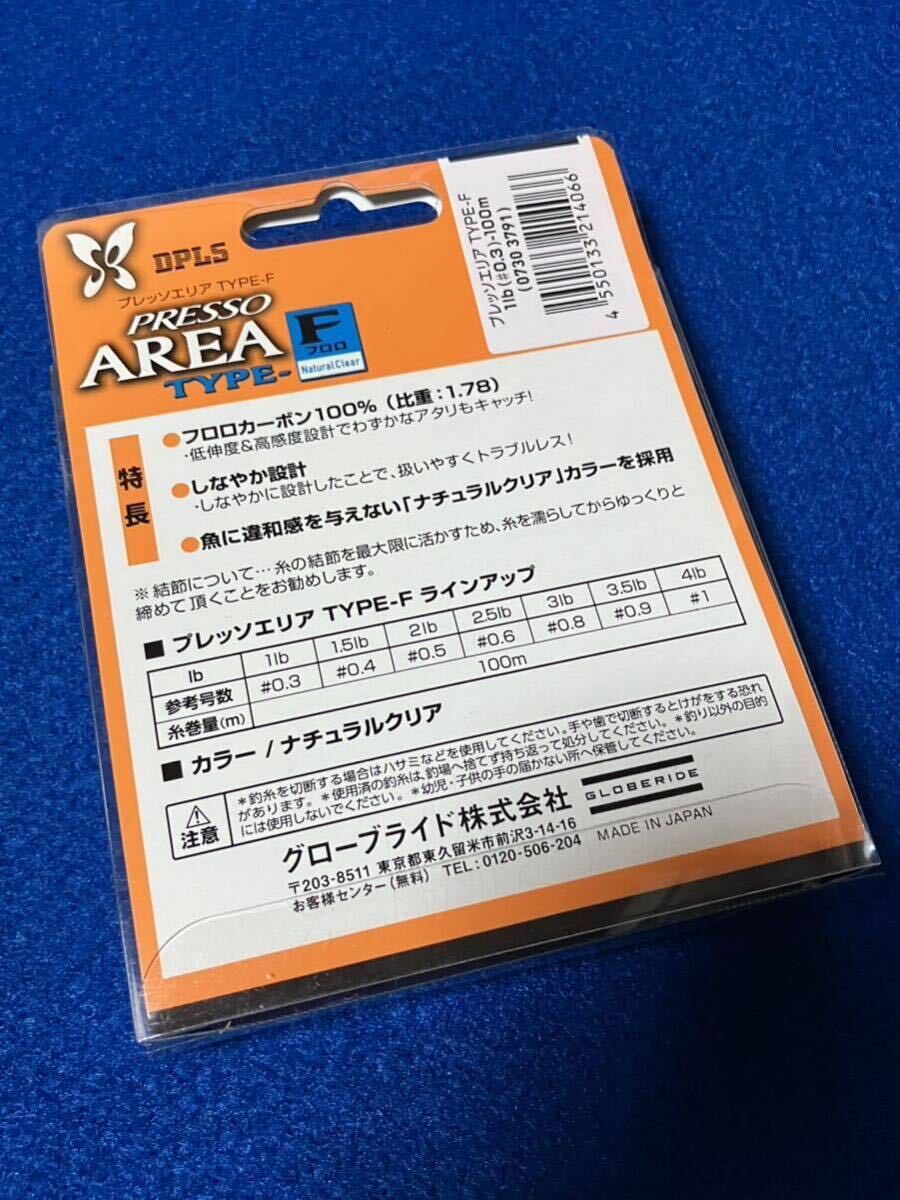 DPLS
プレッソエリア TYPE-F
PRESSO
AREA
TYPE-
F
フロロ
NaturalClear
プレッソエリア TYPE-F
1lb(#0.3)-100m
(0730 3791)
4 550133 214066
特長
●フロロカーボン100%（比重：1.78）
・低伸度&高感度設計でわずかなアタリもキャッチ!
●しなやか設計
・しなやかに設計したことで、扱いやすくトラブルレス!
●魚に違和感を与えない「ナチュラルクリア」カラーを採用
※結節について…糸の結節を最大限に活かすため、糸を濡らしてからゆっくりと
締めて頂くことをお勧めします。
■ プレッソエリア TYPE-F ラインアップ
lb 1lb 1.5lb 2lb 2.5lb 3lb 3.5lb 4lb
参考号数 #0.3 #0.4 #0.5 #0.6 #0.8 #0.9 #1
糸巻量(m) 100m
■ カラー / ナチュラルクリア
注意
＊釣糸を切断する場合はハサミなどを使用してください。手や歯で切断するとけがをする恐れ
があります。＊使用済の釣糸は、釣場へ捨てず持ち返って処分してください。＊釣り以外の目的
には使用しないでください。＊幼児・子供の手の届かない所へ保管してください。
グローブライド株式会社
GLOBERIDE
〒203-8511 東京都東久留米市前沢3-14-16
お客様センター（無料） TEL：0120-506-204
MADE IN JAPAN